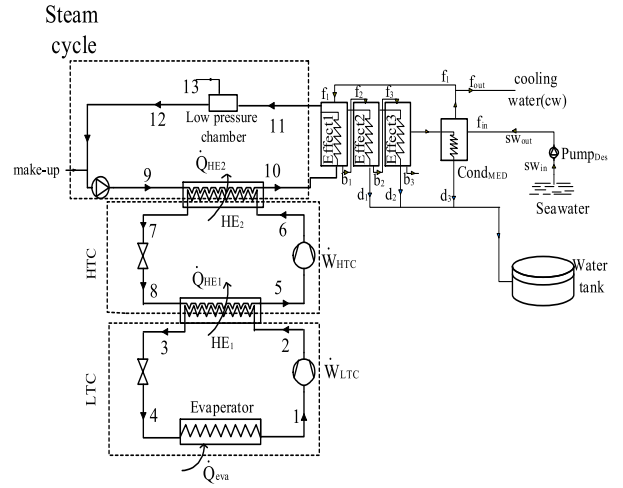 Steam
cycle
13
12
Low pressure
chamber
11
make-up
9
Q̇HE2
10
HE2
7
6
HTC
ẆHTC
8
Q̇HE1
5
HE1
3
2
LTC
ẆLTC
4
Evaperator
1
Q̇eva
f1
f2
f3
f1
fout
cooling
water(cw)
Effect1
Effect2
Effect3
fin
swout
PumpDes
swin
Seawater
CondMED
b1
b2
b3
d1
d2
d3
Water
tank